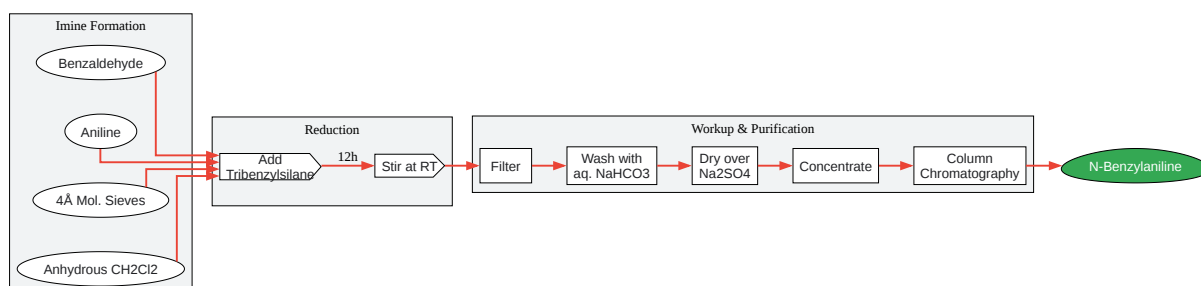 Imine Formation
Benzaldehyde
Aniline
4Å Mol. Sieves
Anhydrous CH2Cl2
Reduction
Add
Tribenzylsilane
12h
Stir at RT
Workup & Purification
Filter
Wash with
aq. NaHCO3
Dry over
Na2SO4
Concentrate
Column
Chromatography
N-Benzylaniline